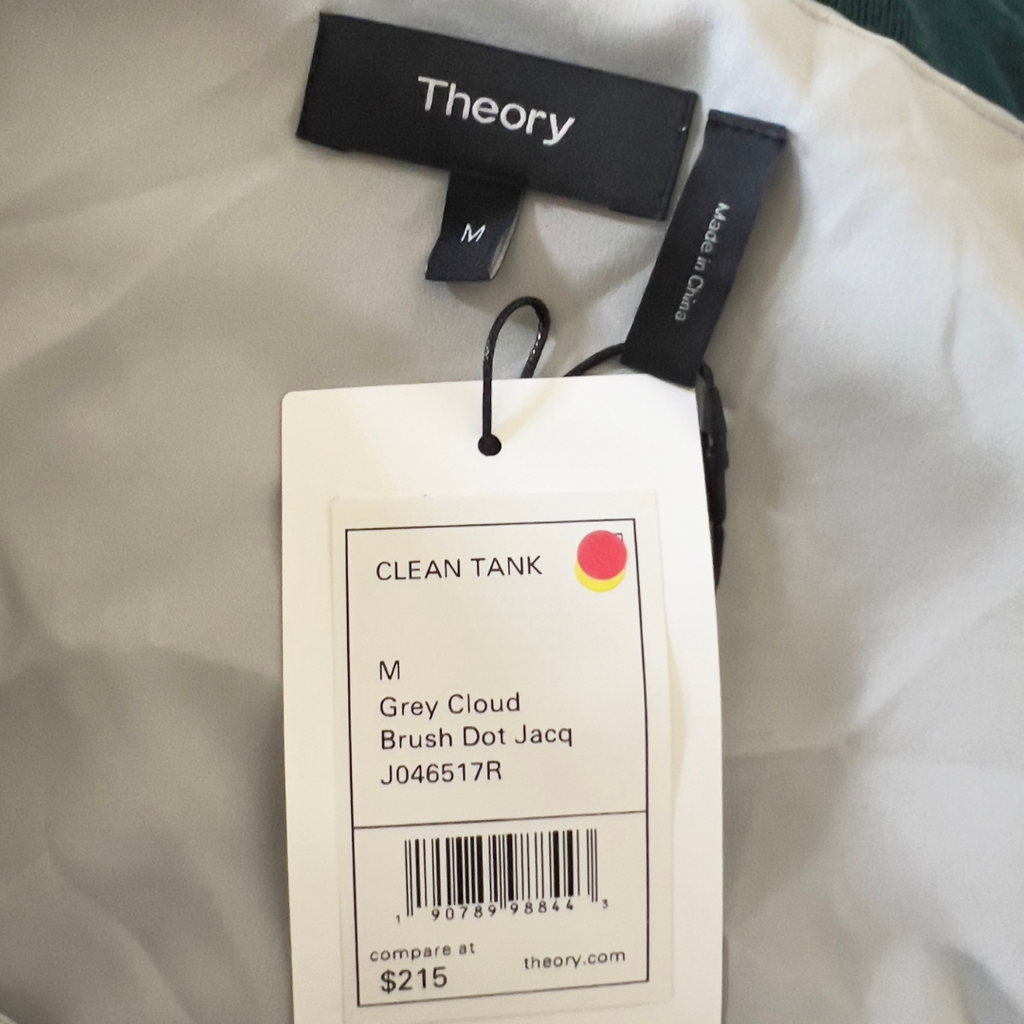 Theory
M
Made in China
CLEAN TANK
M
Grey Cloud
Brush Dot Jacq
J046517R
1 90789 98844 3
compare at
$215
theory.com